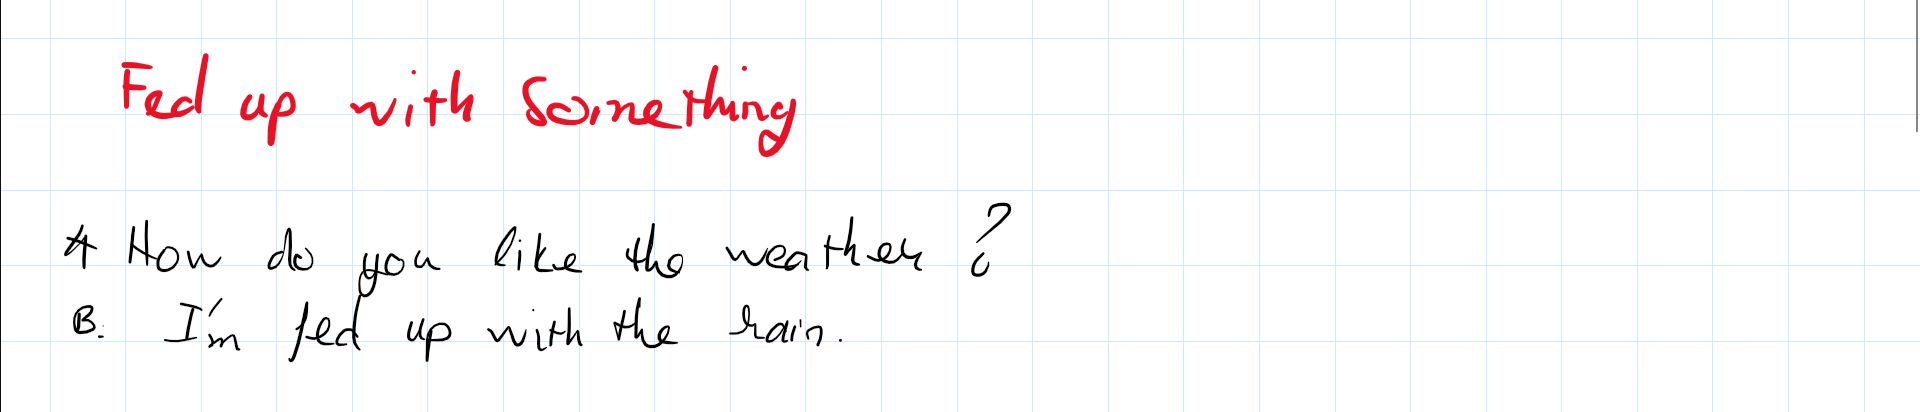 Fed up with something
A How do you like the weather?
B. I'm fed up with the rain.